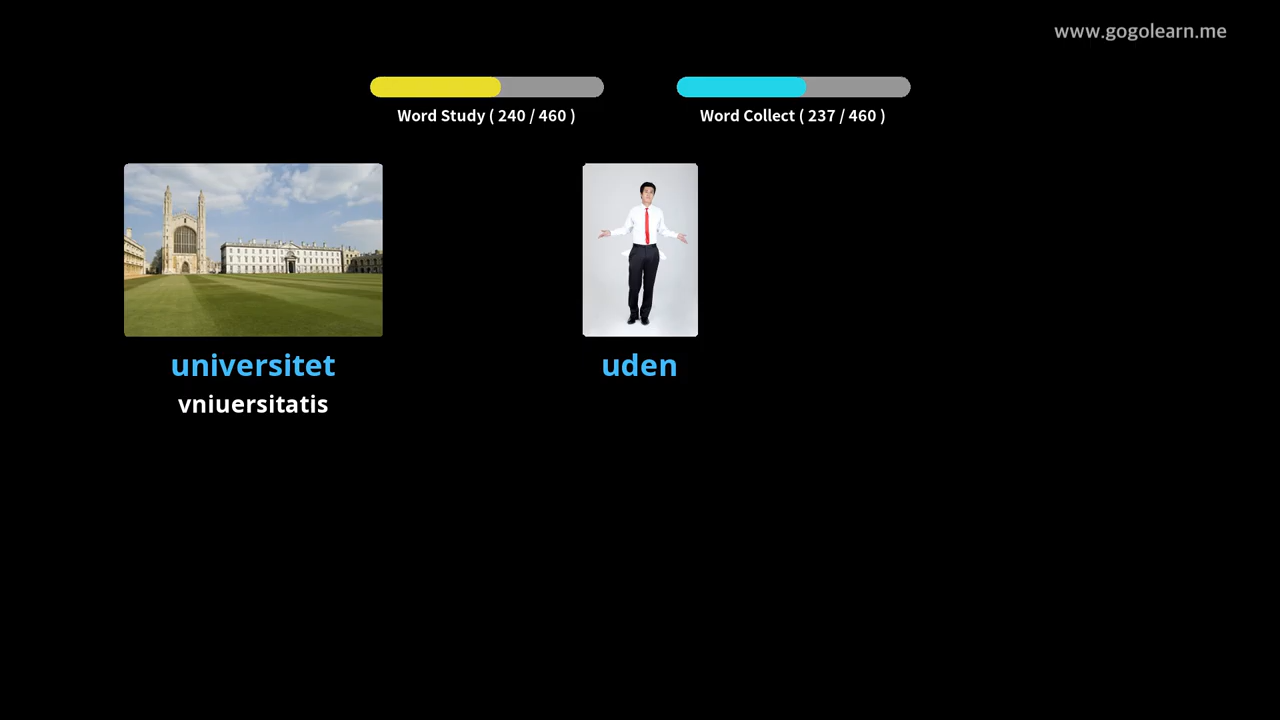 www.gogolearn.me
Word Study ( 240 / 460 )
Word Collect ( 237 / 460 )
universitet
uden
vniuersitatis